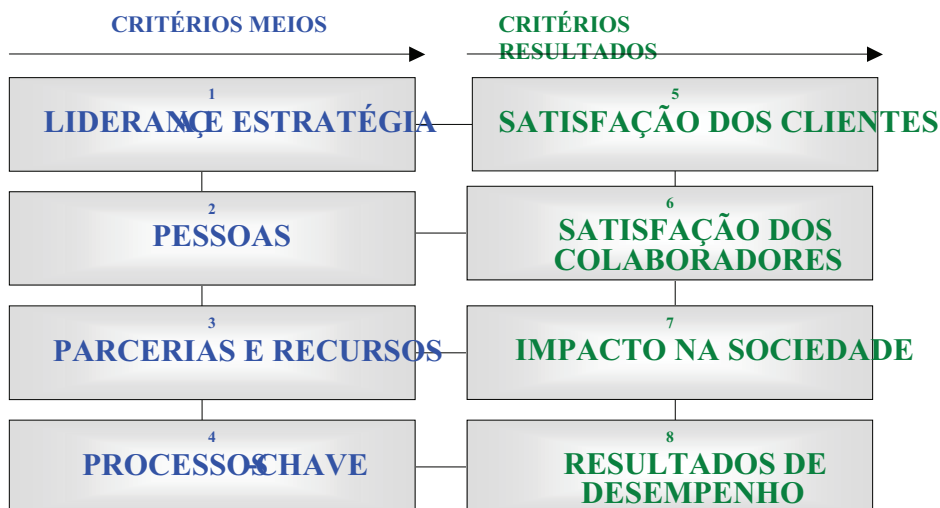 CRITÉRIOS MEIOS
CRITÉRIOS
RESULTADOS
1
LIDERANÇA E ESTRATÉGIA
5
SATISFAÇÃO DOS CLIENTES
2
PESSOAS
6
SATISFAÇÃO DOS
COLABORADORES
3
PARCERIAS E RECURSOS
7
IMPACTO NA SOCIEDADE
4
PROCESSOS-CHAVE
8
RESULTADOS DE
DESEMPENHO